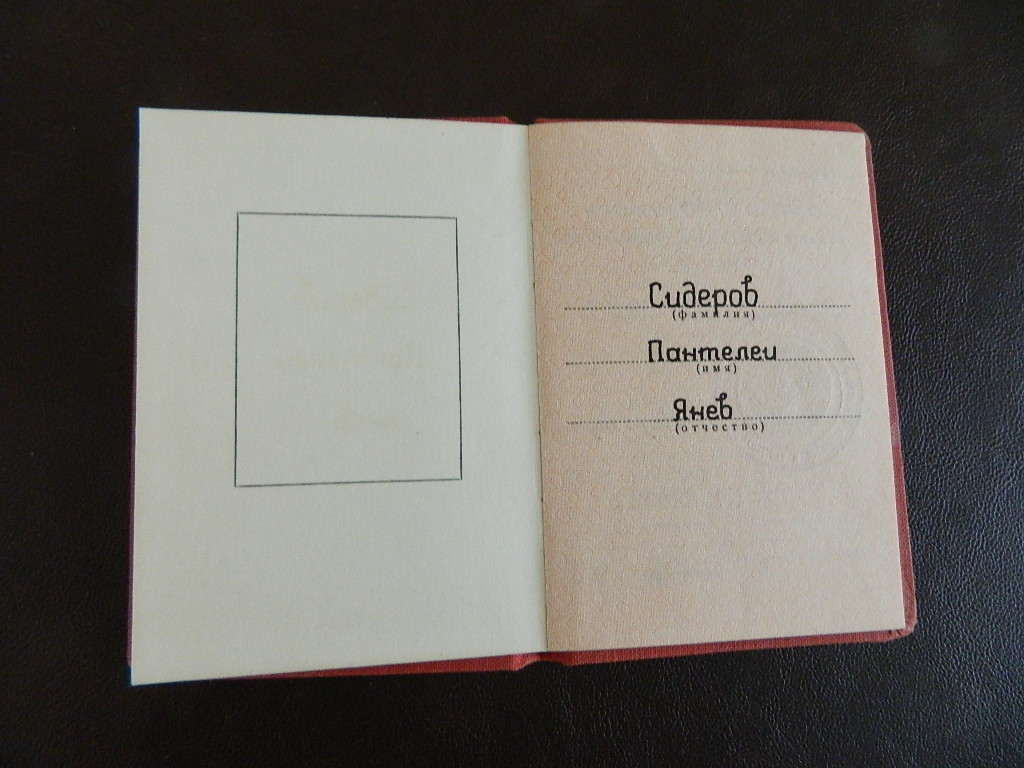 Сидеров
(фамилия)
Пантелеи
(имя)
Янев
(отчество)